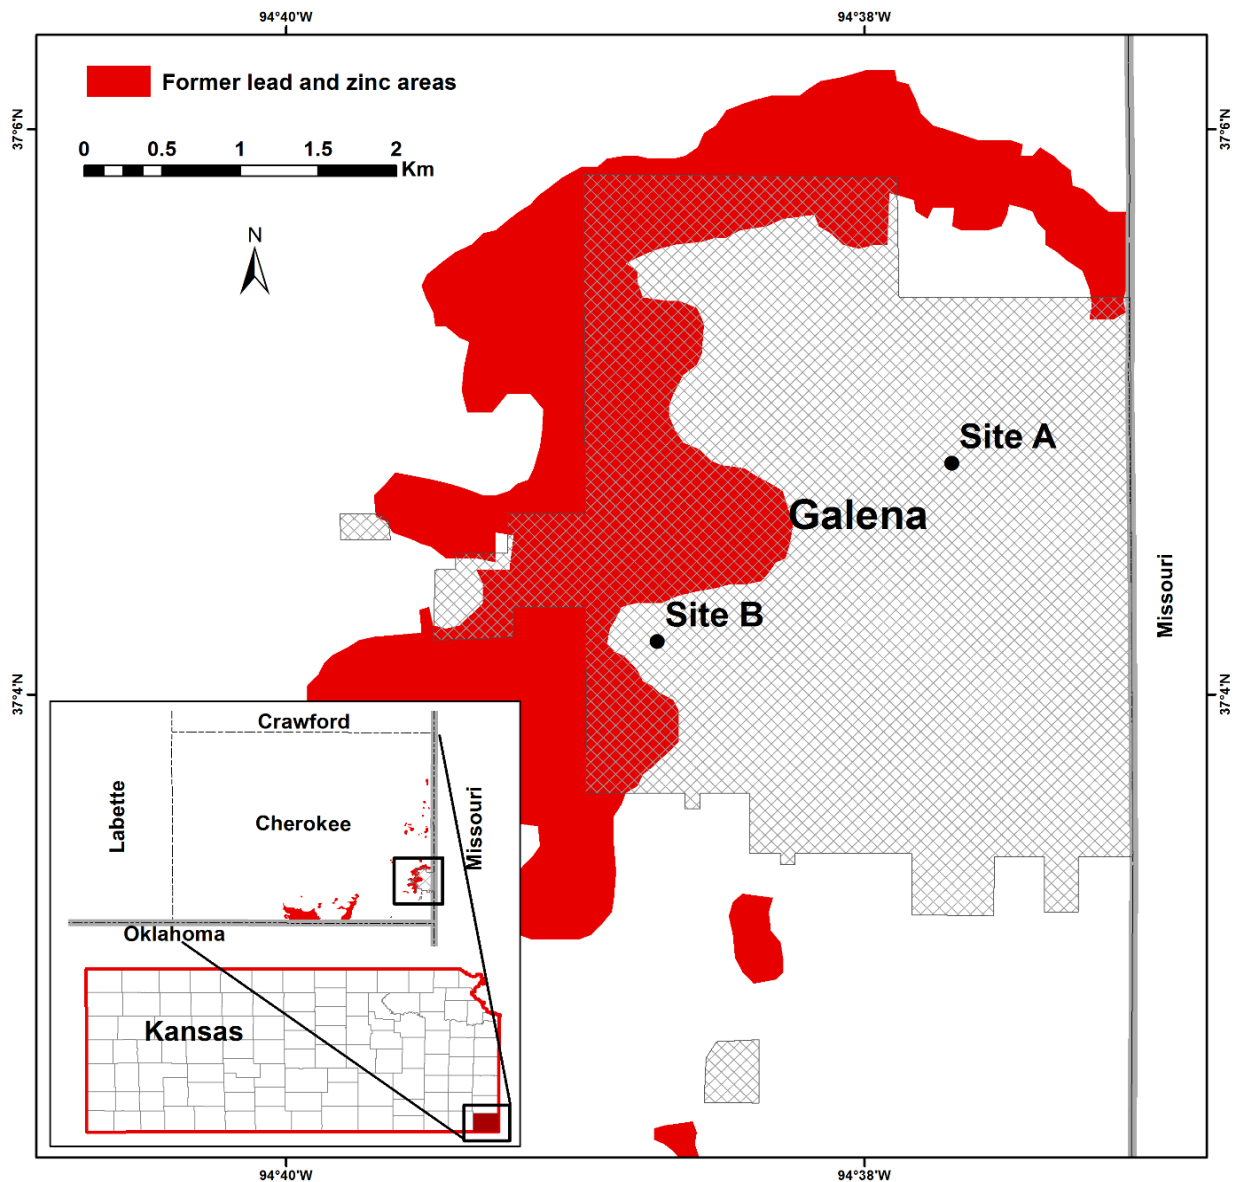 94°40'W
94°38'W
Former lead and zinc areas
37°6'N
37°6'N
0 0.5 1 1.5 2
Km
N
Site A
Galena
Missouri
Site B
37°4'N
37°4'N
Crawford
Labette
Cherokee
Missouri
Oklahoma
Kansas
94°40'W
94°38'W